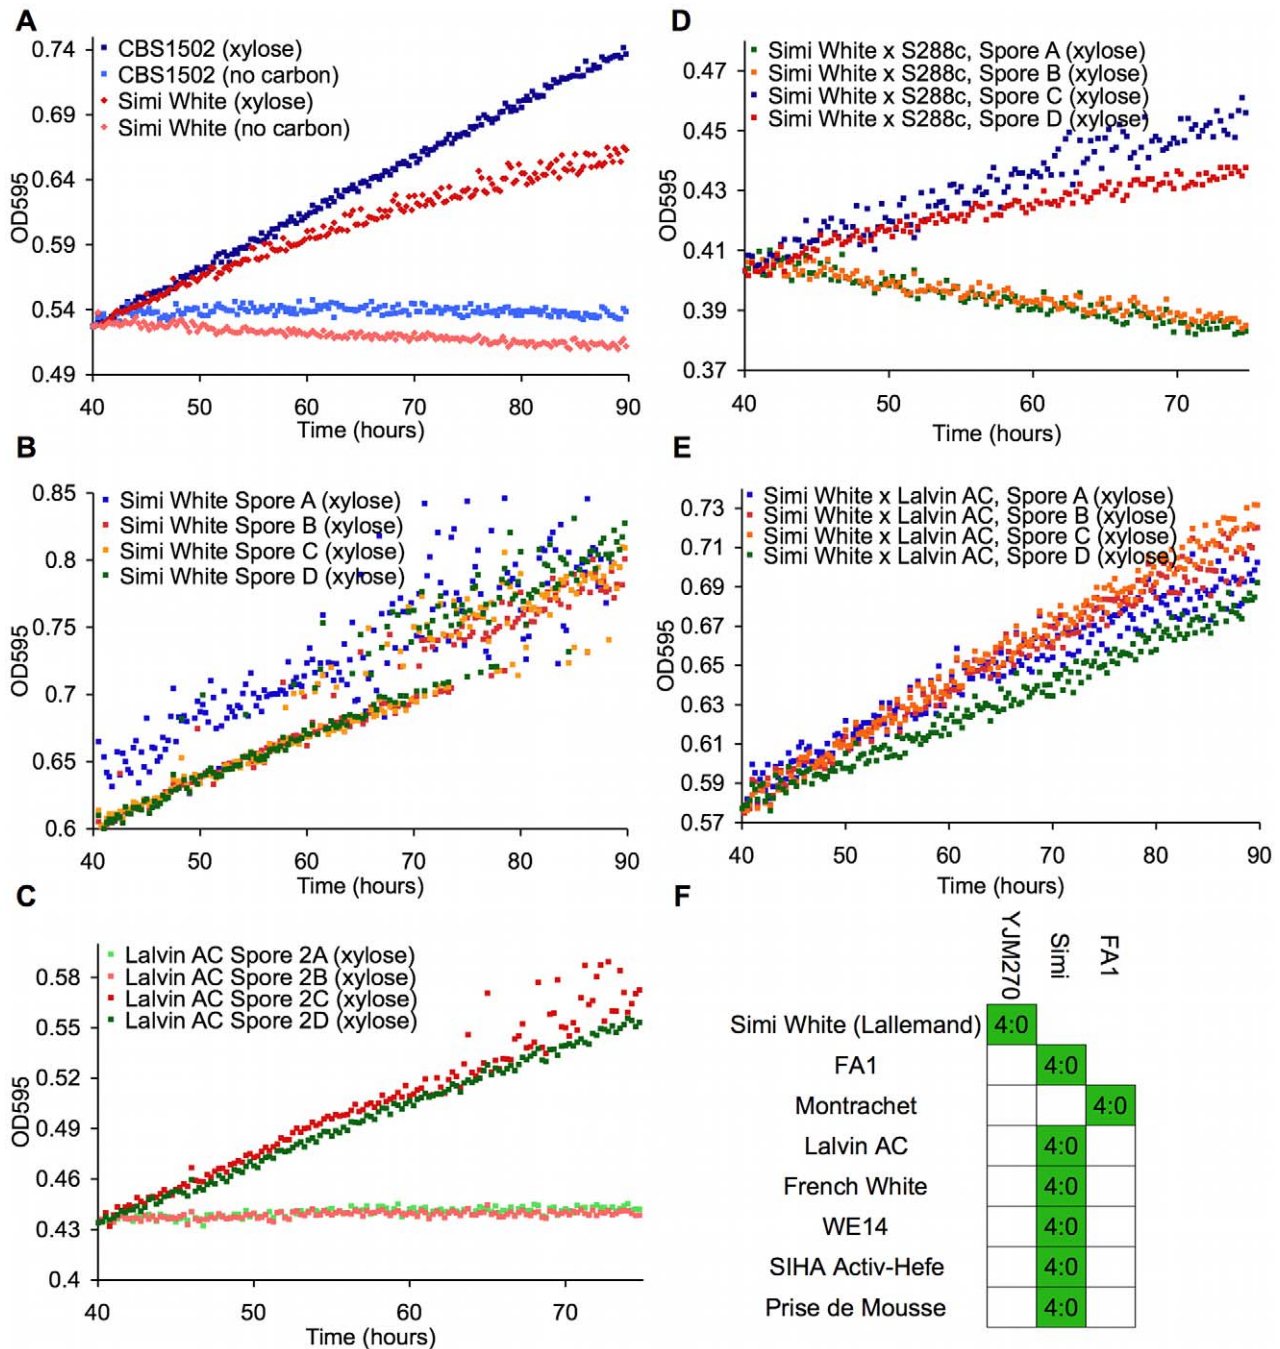 A
CBS1502 (xylose)
CBS1502 (no carbon)
Simi White (xylose)
Simi White (no carbon)
0.74
0.69
0.64
0.59
0.54
0.49
OD595
40
50
60
70
80
90
Time (hours)
B
Simi White Spore A (xylose)
Simi White Spore B (xylose)
Simi White Spore C (xylose)
Simi White Spore D (xylose)
0.85
0.8
0.75
0.7
0.65
0.6
OD595
40
50
60
70
80
90
Time (hours)
C
Lalvin AC Spore 2A (xylose)
Lalvin AC Spore 2B (xylose)
Lalvin AC Spore 2C (xylose)
Lalvin AC Spore 2D (xylose)
0.58
0.55
0.52
0.49
0.46
0.43
0.4
OD595
40
50
60
70
Time (hours)
D
Simi White x S288c, Spore A (xylose)
Simi White x S288c, Spore B (xylose)
Simi White x S288c, Spore C (xylose)
Simi White x S288c, Spore D (xylose)
0.47
0.45
0.43
0.41
0.39
0.37
OD595
40
50
60
70
Time (hours)
E
Simi White x Lalvin AC, Spore A (xylose)
Simi White x Lalvin AC, Spore B (xylose)
Simi White x Lalvin AC, Spore C (xylose)
Simi White x Lalvin AC, Spore D (xylose)
0.73
0.71
0.69
0.67
0.65
0.63
0.61
0.59
0.57
OD595
40
50
60
70
80
90
Time (hours)
F
YJM270
Simi
FA1
Simi White (Lallemand) 4:0
FA1 4:0
Montrachet 4:0
Lalvin AC 4:0
French White 4:0
WE14 4:0
SIHA Activ-Hefe 4:0
Prise de Mousse 4:0